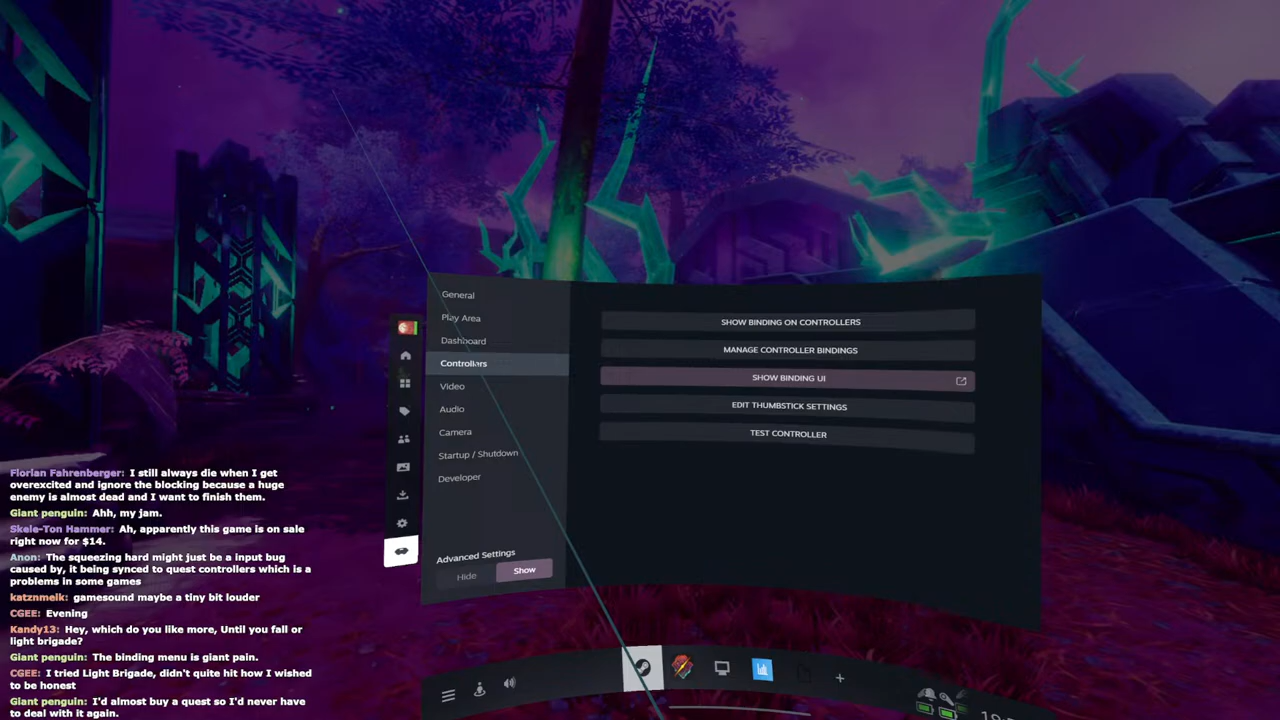 General
Play Area
Dashboard
Controllers
Video
Audio
Camera
Startup / Shutdown
Developer
Advanced Settings
Hide
Show
SHOW BINDING ON CONTROLLERS
MANAGE CONTROLLER BINDINGS
SHOW BINDING UI
EDIT THUMBSTICK SETTINGS
TEST CONTROLLER
Florian Fahrenberger: I still always die when I get
overexcited and ignore the blocking because a huge
enemy is almost dead and I want to finish them.
Giant penguin: Ahh, my jam.
Skele-Ton Hammer: Ah, apparently this game is on sale
right now for $14.
Anon: The squeezing hard might just be a input bug
caused by, it being synced to quest controllers which is a
problems in some games
katznmelk: gamesound maybe a tiny bit louder
CGEE: Evening
Kandy13: Hey, which do you like more, Until you fall or
light brigade?
Giant penguin: The binding menu is giant pain.
CGEE: I tried Light Brigade, didn't quite hit how I wished
to be honest
Giant penguin: I'd almost buy a quest so I'd never have
to deal with it again.